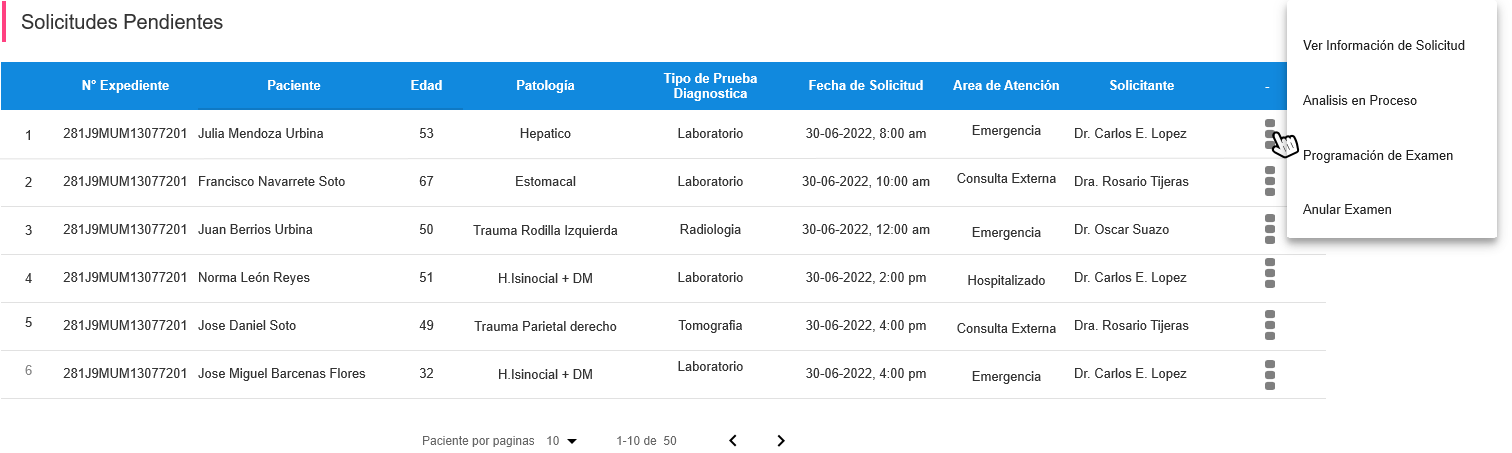 Solicitudes Pendientes
Ver Información de Solicitud
Analisis en Proceso
Programación de Examen
Anular Examen
N° Expediente Paciente Edad Patología Tipo de Prueba Diagnostica Fecha de Solicitud Area de Atención Solicitante -
1 281J9MUM13077201 Julia Mendoza Urbina 53 Hepatico Laboratorio 30-06-2022, 8:00 am Emergencia Dr. Carlos E. Lopez
2 281J9MUM13077201 Francisco Navarrete Soto 67 Estomacal Laboratorio 30-06-2022, 10:00 am Consulta Externa Dra. Rosario Tijeras
3 281J9MUM13077201 Juan Berrios Urbina 50 Trauma Rodilla Izquierda Radiologia 30-06-2022, 12:00 am Emergencia Dr. Oscar Suazo
4 281J9MUM13077201 Norma León Reyes 51 H.Isinocial + DM Laboratorio 30-06-2022, 2:00 pm Hospitalizado Dr. Carlos E. Lopez
5 281J9MUM13077201 Jose Daniel Soto 49 Trauma Parietal derecho Tomografia 30-06-2022, 4:00 pm Consulta Externa Dra. Rosario Tijeras
6 281J9MUM13077201 Jose Miguel Barcenas Flores 32 H.Isinocial + DM Laboratorio 30-06-2022, 4:00 pm Emergencia Dr. Carlos E. Lopez
Paciente por paginas 10 1-10 de 50